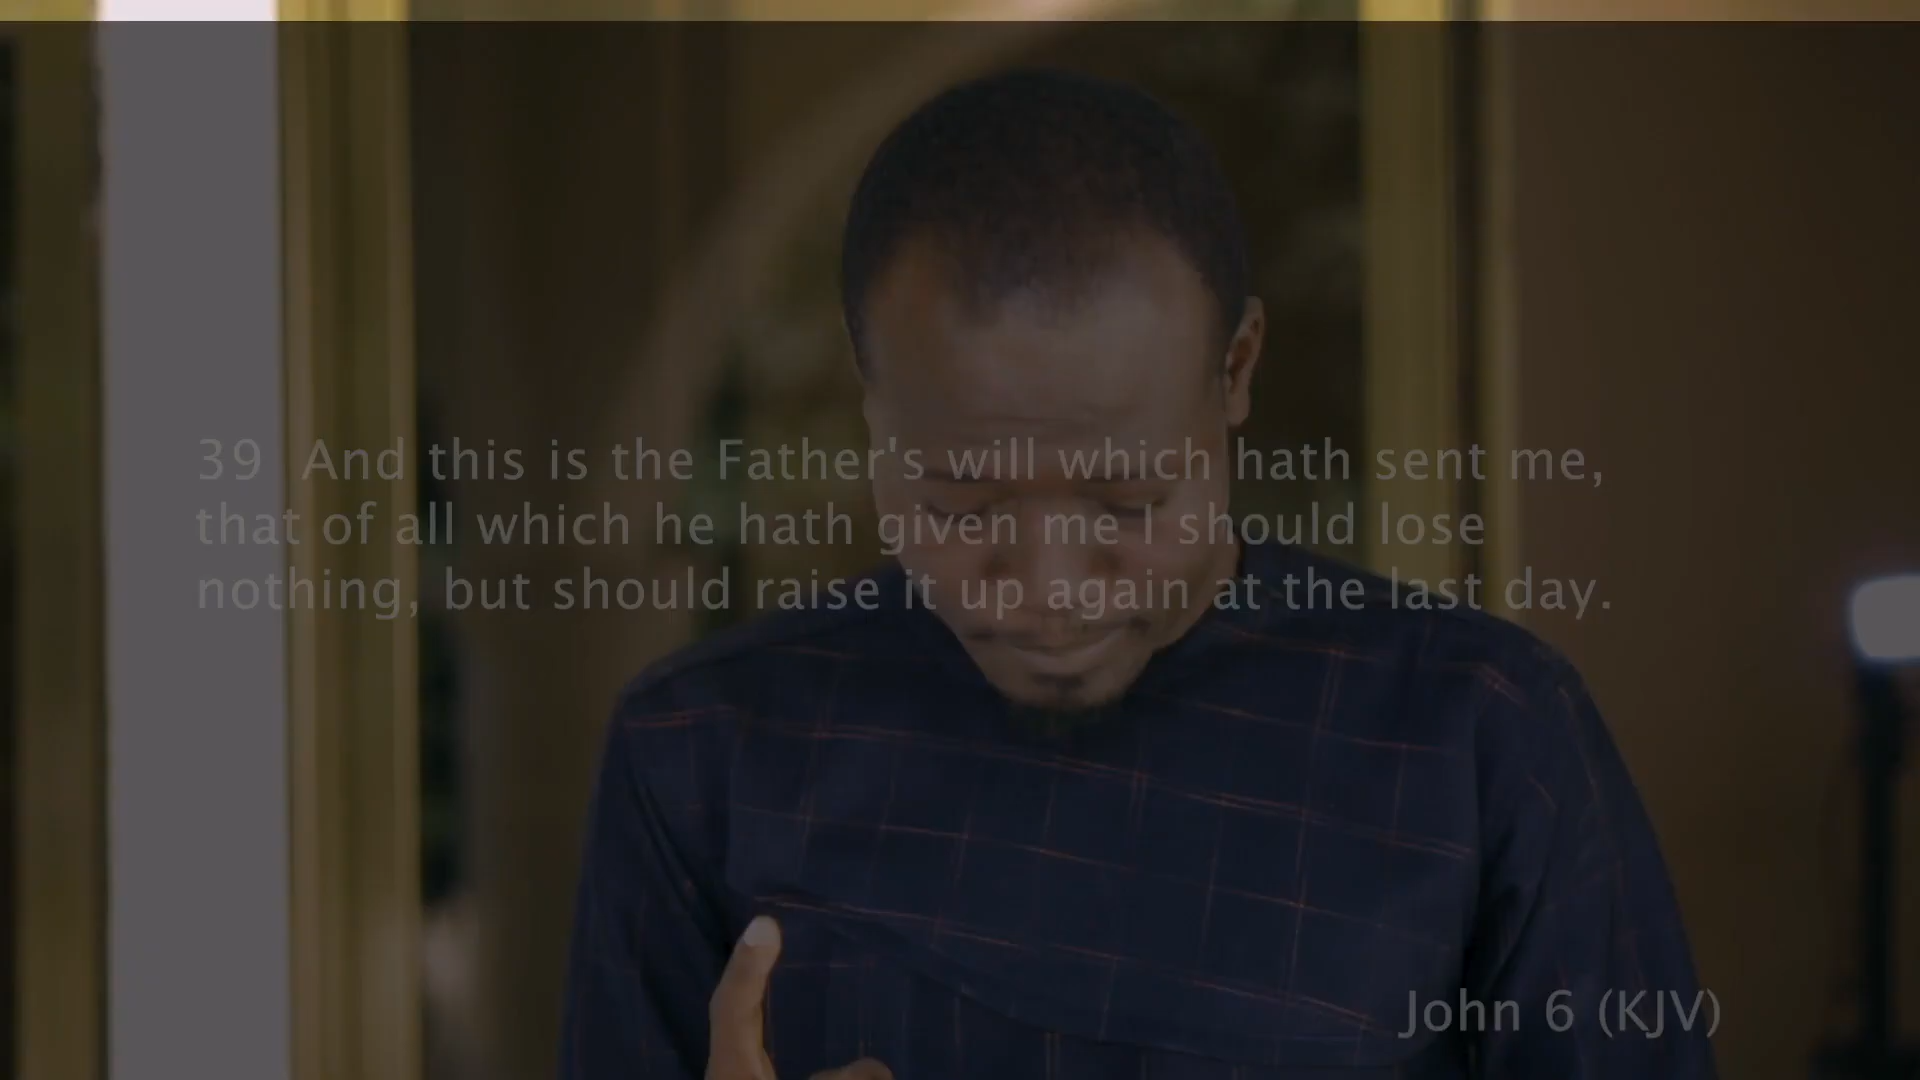 39 And this is the Father's will which hath sent me,
that of all which he hath given me I should lose
nothing, but should raise it up again at the last day.
John 6 (KJV)